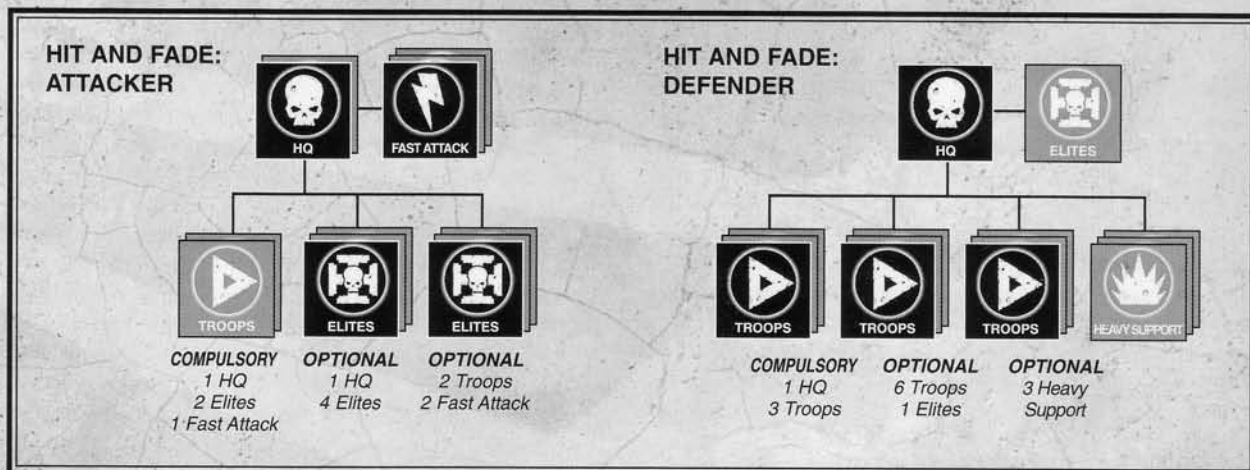 HIT AND FADE:
ATTACKER
HQ
FAST ATTACK
TROOPS
ELITES
ELITES
COMPULSORY
1 HQ
2 Elites
1 Fast Attack
OPTIONAL
1 HQ
4 Elites
OPTIONAL
2 Troops
2 Fast Attack
HIT AND FADE:
DEFENDER
HQ
ELITES
TROOPS
TROOPS
TROOPS
HEAVY SUPPORT
COMPULSORY
1 HQ
3 Troops
OPTIONAL
6 Troops
1 Elites
OPTIONAL
3 Heavy
Support